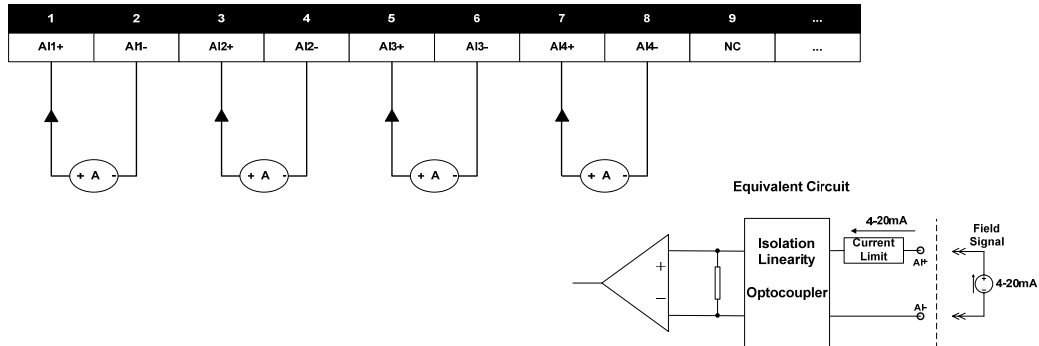 1 2 3 4 5 6 7 8 9 ...
AI1+ AI1- AI2+ AI2- AI3+ AI3- AI4+ AI4- NC ...
+ A - + A - + A - + A -
Equivalent Circuit
4-20mA
Field
Signal
Isolation
Linearity
Optocoupler
Current
Limit
AI+
+
−
+
−
4-20mA
AI-